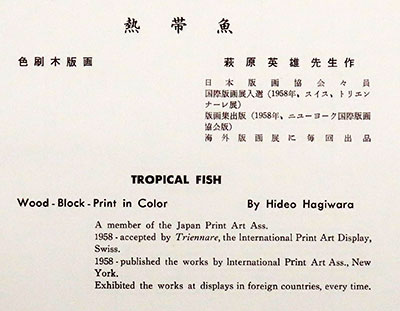 熱帯魚
色刷木版画 萩原英雄先生作
日本版画協会々員
国際版画展入選(1958年、スイス、トリエン
ナーレ展)
版画集出版(1958年、ニューヨーク国際版画
協会版)
海外版画展に毎回出品
TROPICAL FISH
Wood-Block-Print in Color By Hideo Hagiwara
A member of the Japan Print Art Ass.
1958-accepted by Triennare, the International Print Art Display,
Swiss.
1958-published the works by International Print Art Ass., New
York.
Exhibited the works at displays in foreign countries, every time.